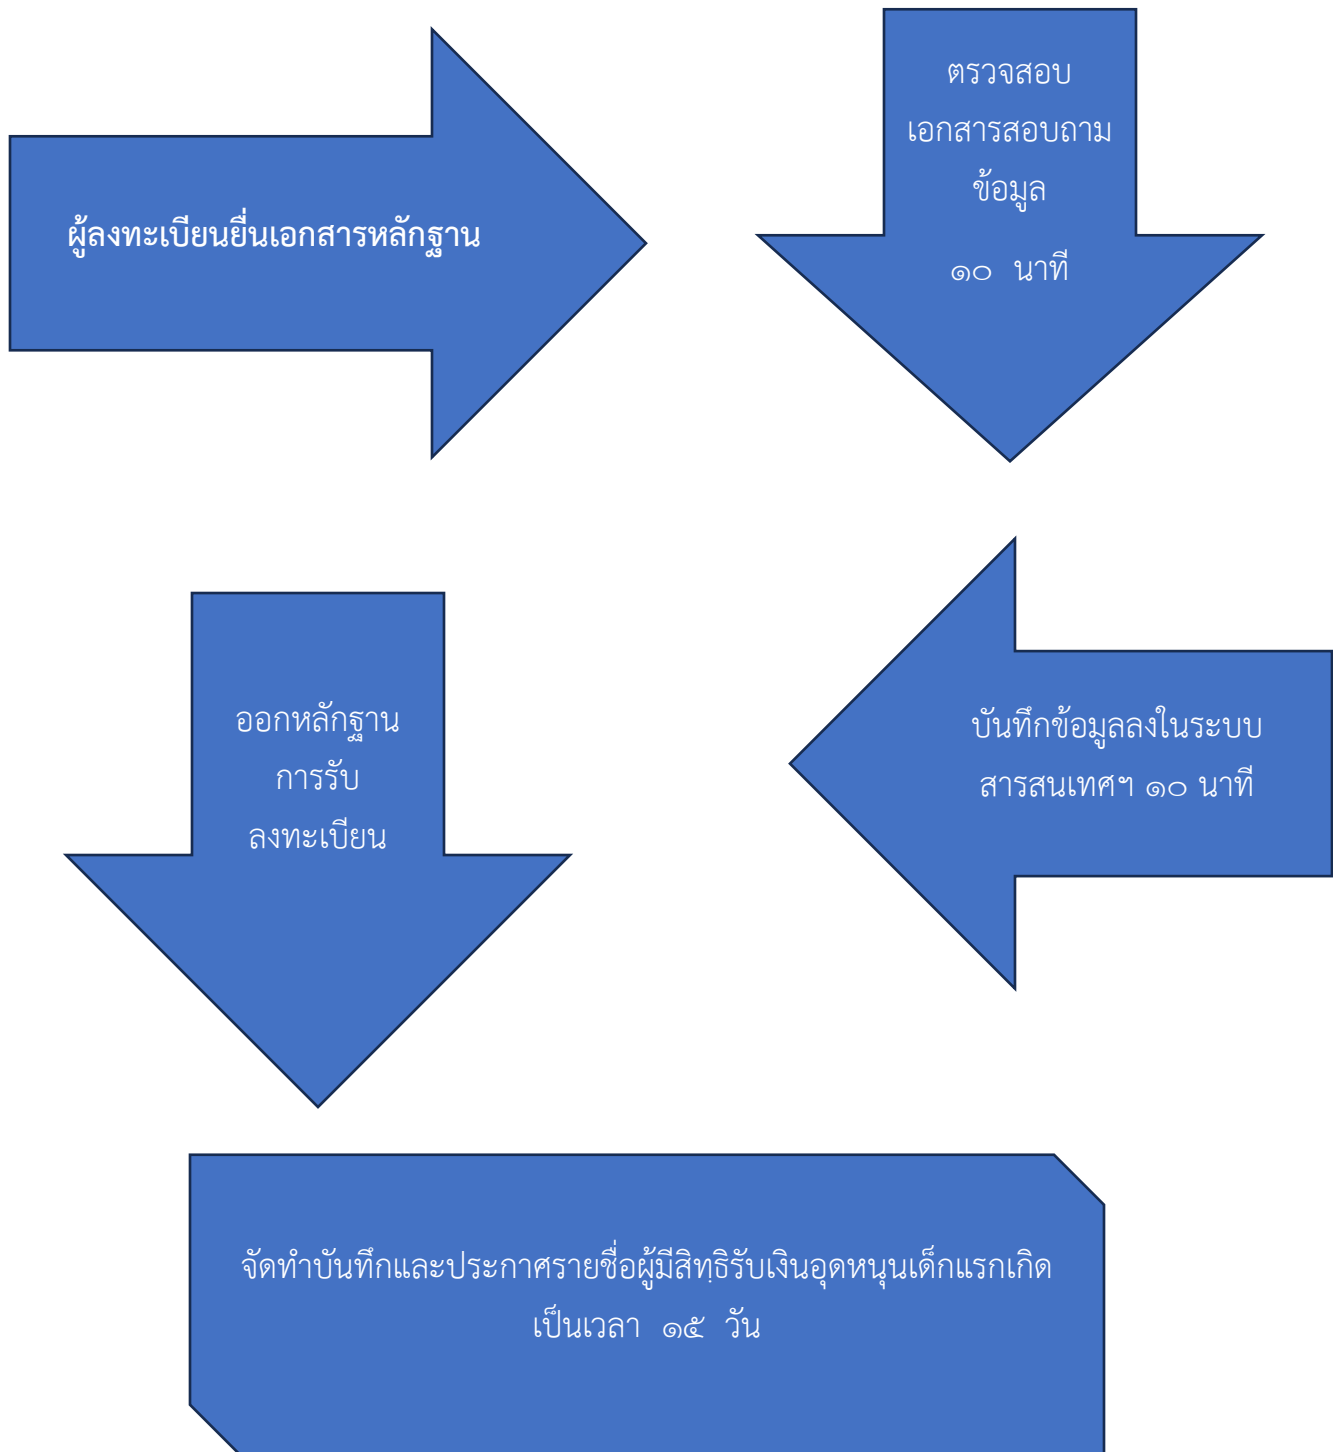 ผู้ลงทะเบียนยื่นเอกสารหลักฐาน
ตรวจสอบ
เอกสารสอบถาม
ข้อมูล
๑๐ นาที
บันทึกข้อมูลลงในระบบ
สารสนเทศฯ ๑๐ นาที
ออกหลักฐาน
การรับ
ลงทะเบียน
จัดทำบันทึกและประกาศรายชื่อผู้มีสิทฺธิรับเงินอุดหนุนเด็กแรกเกิด
เป็นเวลา ๑๕ วัน